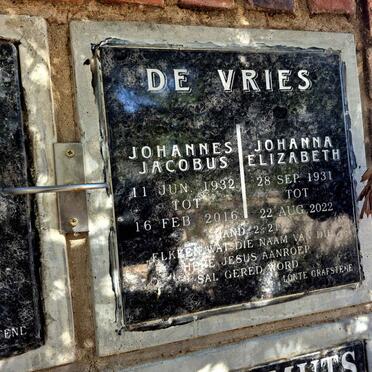 DE VRIES
JOHANNES JACOBUS
11 JUN. 1932
TOT
16 FEB. 2016
JOHANNA ELIZABETH
28 SEP. 1931
TOT
22 AUG. 2022
HAND. 2:21
ELKEEN WAT DIE NAAM VAN DIE
HERE JESUS AANROEP
SAL GERED WORD
LONTE GRAFSTENE